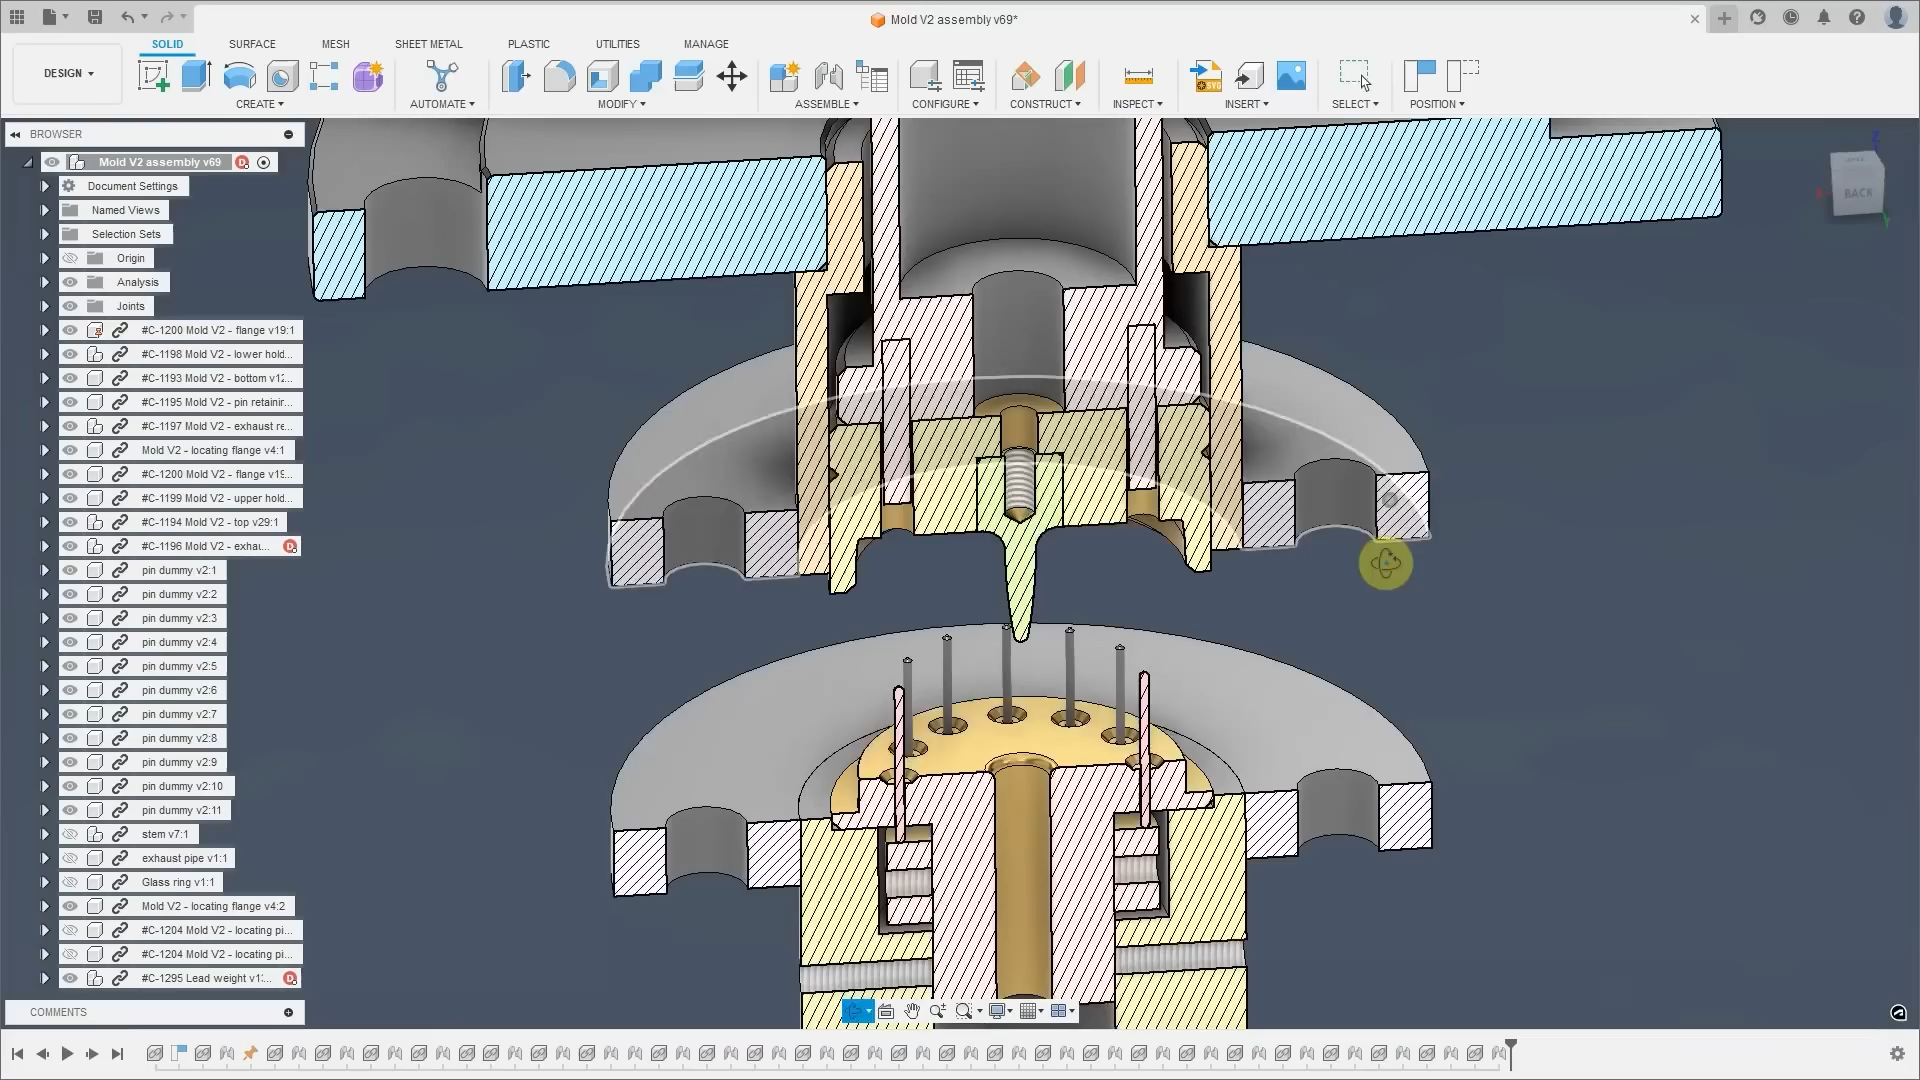 Mold V2 assembly v69*
DESIGN
SOLID SURFACE MESH SHEET METAL PLASTIC UTILITIES MANAGE
CREATE AUTOMATE MODIFY ASSEMBLE CONFIGURE CONSTRUCT INSPECT INSERT SELECT POSITION
SVG
BROWSER
Mold V2 assembly v69
Document Settings
Named Views
Selection Sets
Origin
Analysis
Joints
#C-1200 Mold V2 - flange v19:1
#C-1198 Mold V2 - lower hold...
#C-1193 Mold V2 - bottom v12...
#C-1195 Mold V2 - pin retainin...
#C-1197 Mold V2 - exhaust re...
Mold V2 - locating flange v4:1
#C-1200 Mold V2 - flange v19...
#C-1199 Mold V2 - upper hold...
#C-1194 Mold V2 - top v29:1
#C-1196 Mold V2 - exhau...
pin dummy v2:1
pin dummy v2:2
pin dummy v2:3
pin dummy v2:4
pin dummy v2:5
pin dummy v2:6
pin dummy v2:7
pin dummy v2:8
pin dummy v2:9
pin dummy v2:10
pin dummy v2:11
stem v7:1
exhaust pipe v1:1
Glass ring v1:1
Mold V2 - locating flange v4:2
#C-1204 Mold V2 - locating pi...
#C-1204 Mold V2 - locating pi...
#C-1295 Lead weight v1:...
COMMENTS
BACK
Z